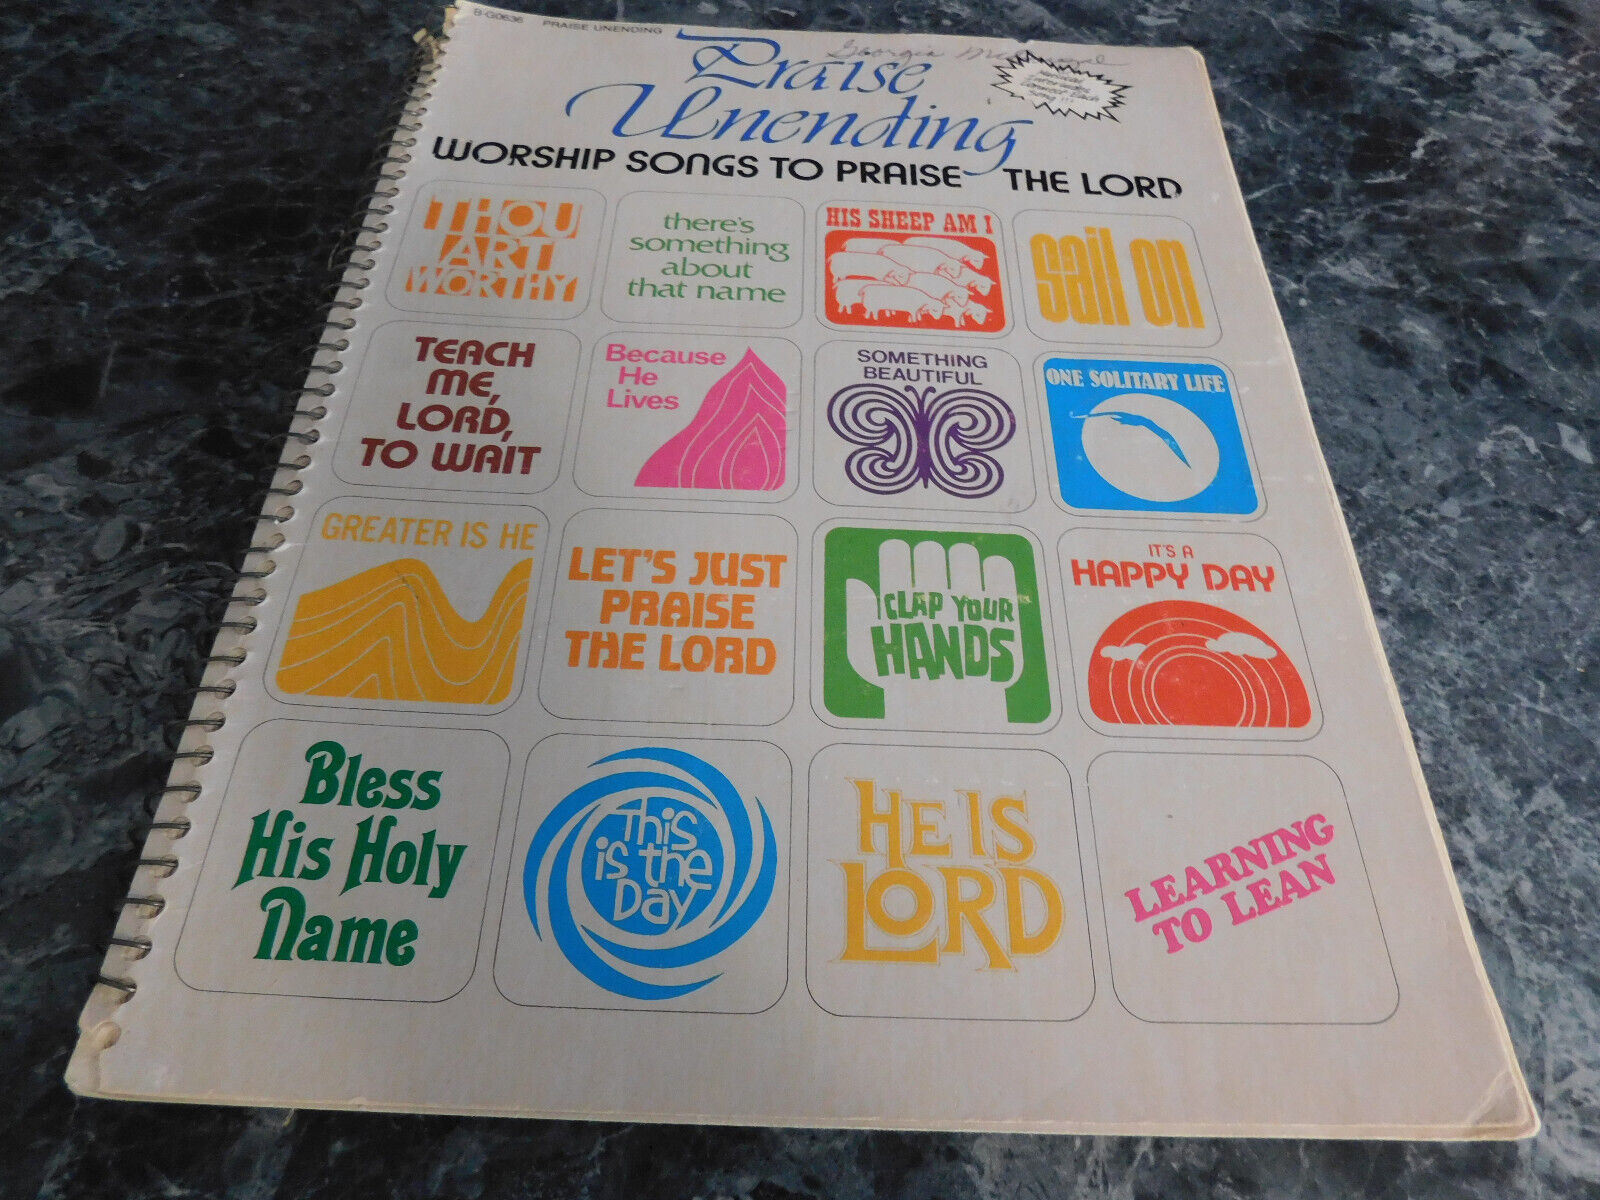 B-G0636 PRAISE UNENDING
Georgia
Praise
Unending
WORSHIP SONGS TO PRAISE THE LORD
THOU
ART
WORTHY
there's
something
about
that name
HIS SHEEP AM I
sail on
TEACH
ME,
LORD,
TO WAIT
Because
He
Lives
SOMETHING
BEAUTIFUL
ONE SOLITARY LIFE
GREATER IS HE
LET'S JUST
PRAISE
THE LORD
CLAP YOUR
HANDS
IT'S A
HAPPY DAY
Bless
His Holy
Name
This
is the
Day
HE IS
LORD
LEARNING
TO LEAN